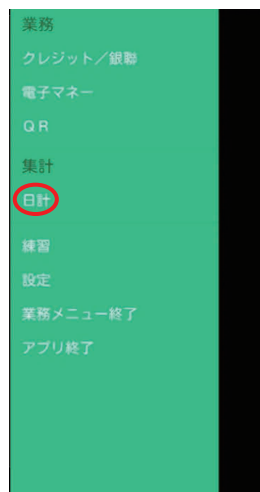 業務
クレジット／銀聯
電子マネー
ＱＲ
集計
日計
練習
設定
業務メニュー終了
アプリ終了